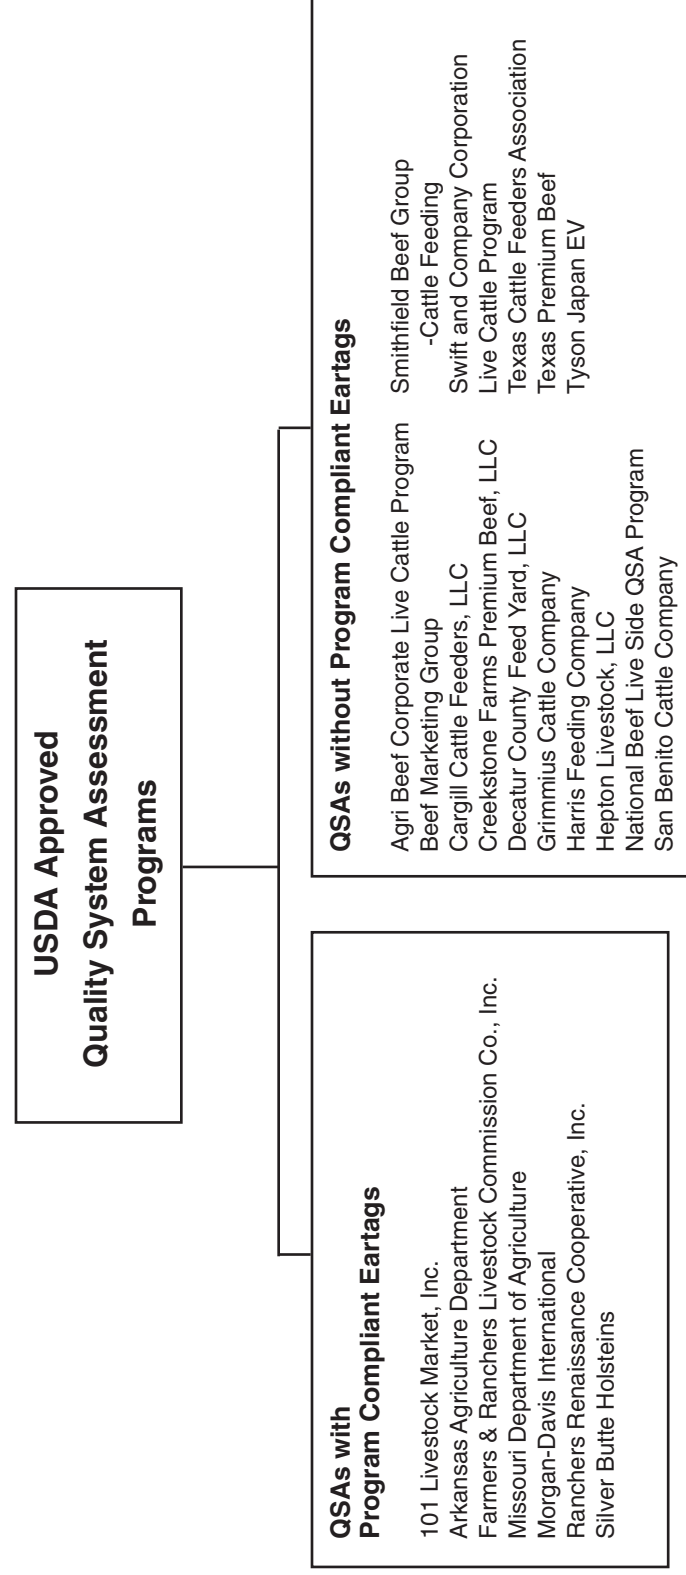 USDA Approved
Quality System Assessment
Programs
QSAs with
Program Compliant Eartags
101 Livestock Market, Inc.
Arkansas Agriculture Department
Farmers & Ranchers Livestock Commission Co., Inc.
Missouri Department of Agriculture
Morgan-Davis International
Ranchers Renaissance Cooperative, Inc.
Silver Butte Holsteins
QSAs without Program Compliant Eartags
Agri Beef Corporate Live Cattle Program
Beef Marketing Group
Cargill Cattle Feeders, LLC
Creekstone Farms Premium Beef, LLC
Decatur County Feed Yard, LLC
Grimmius Cattle Company
Harris Feeding Company
Hepton Livestock, LLC
National Beef Live Side QSA Program
San Benito Cattle Company
Smithfield Beef Group
-Cattle Feeding
Swift and Company Corporation
Live Cattle Program
Texas Cattle Feeders Association
Texas Premium Beef
Tyson Japan EV